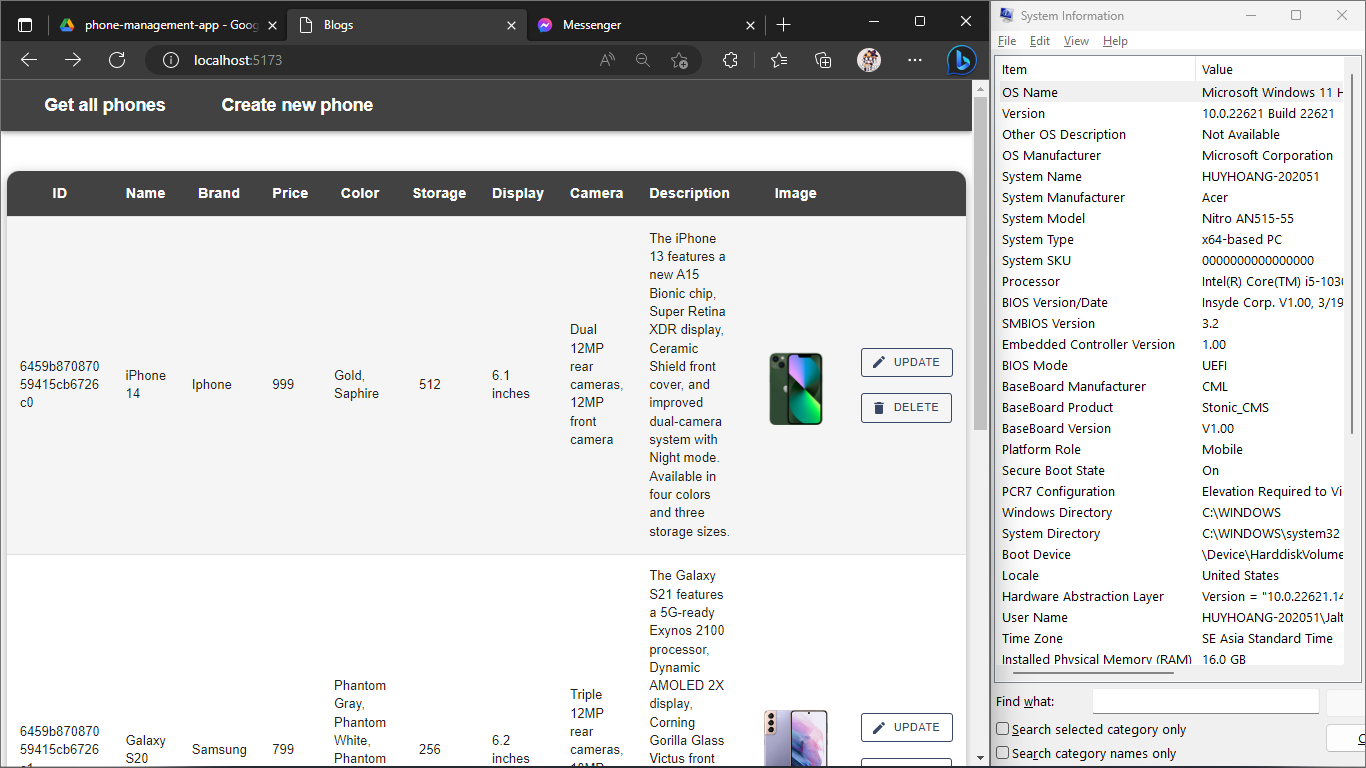 phone-management-app - Goog
Blogs
Messenger
localhost:5173
Get all phones
Create new phone
ID Name Brand Price Color Storage Display Camera Description Image
6459b870870
59415cb6726
c0
iPhone
14
Iphone
999
Gold,
Saphire
512
6.1
inches
Dual
12MP
rear
cameras,
12MP
front
camera
The iPhone
13 features a
new A15
Bionic chip,
Super Retina
XDR display,
Ceramic
Shield front
cover, and
improved
dual-camera
system with
Night mode.
Available in
four colors
and three
storage sizes.
UPDATE
DELETE
6459b870870
59415cb6726
Galaxy
S20
Samsung
799
Phantom
Gray,
Phantom
White,
Phantom
256
6.2
inches
Triple
12MP
rear
cameras,
The Galaxy
S21 features
a 5G-ready
Exynos 2100
processor,
Dynamic
AMOLED 2X
display,
Corning
Gorilla Glass
Victus front
UPDATE
System Information
File Edit View Help
Item Value
OS Name Microsoft Windows 11 H
Version 10.0.22621 Build 22621
Other OS Description Not Available
OS Manufacturer Microsoft Corporation
System Name HUYHOANG-202051
System Manufacturer Acer
System Model Nitro AN515-55
System Type x64-based PC
System SKU 0000000000000000
Processor Intel(R) Core(TM) i5-1030
BIOS Version/Date Insyde Corp. V1.00, 3/19
SMBIOS Version 3.2
Embedded Controller Version 1.00
BIOS Mode UEFI
BaseBoard Manufacturer CML
BaseBoard Product Stonic_CMS
BaseBoard Version V1.00
Platform Role Mobile
Secure Boot State On
PCR7 Configuration Elevation Required to Vi
Windows Directory C:\WINDOWS
System Directory C:\WINDOWS\system32
Boot Device \Device\HarddiskVolume
Locale United States
Hardware Abstraction Layer Version = "10.0.22621.14
User Name HUYHOANG-202051\Jalt
Time Zone SE Asia Standard Time
Installed Physical Memory (RAM) 16.0 GB
Find what:
Search selected category only
Search category names only